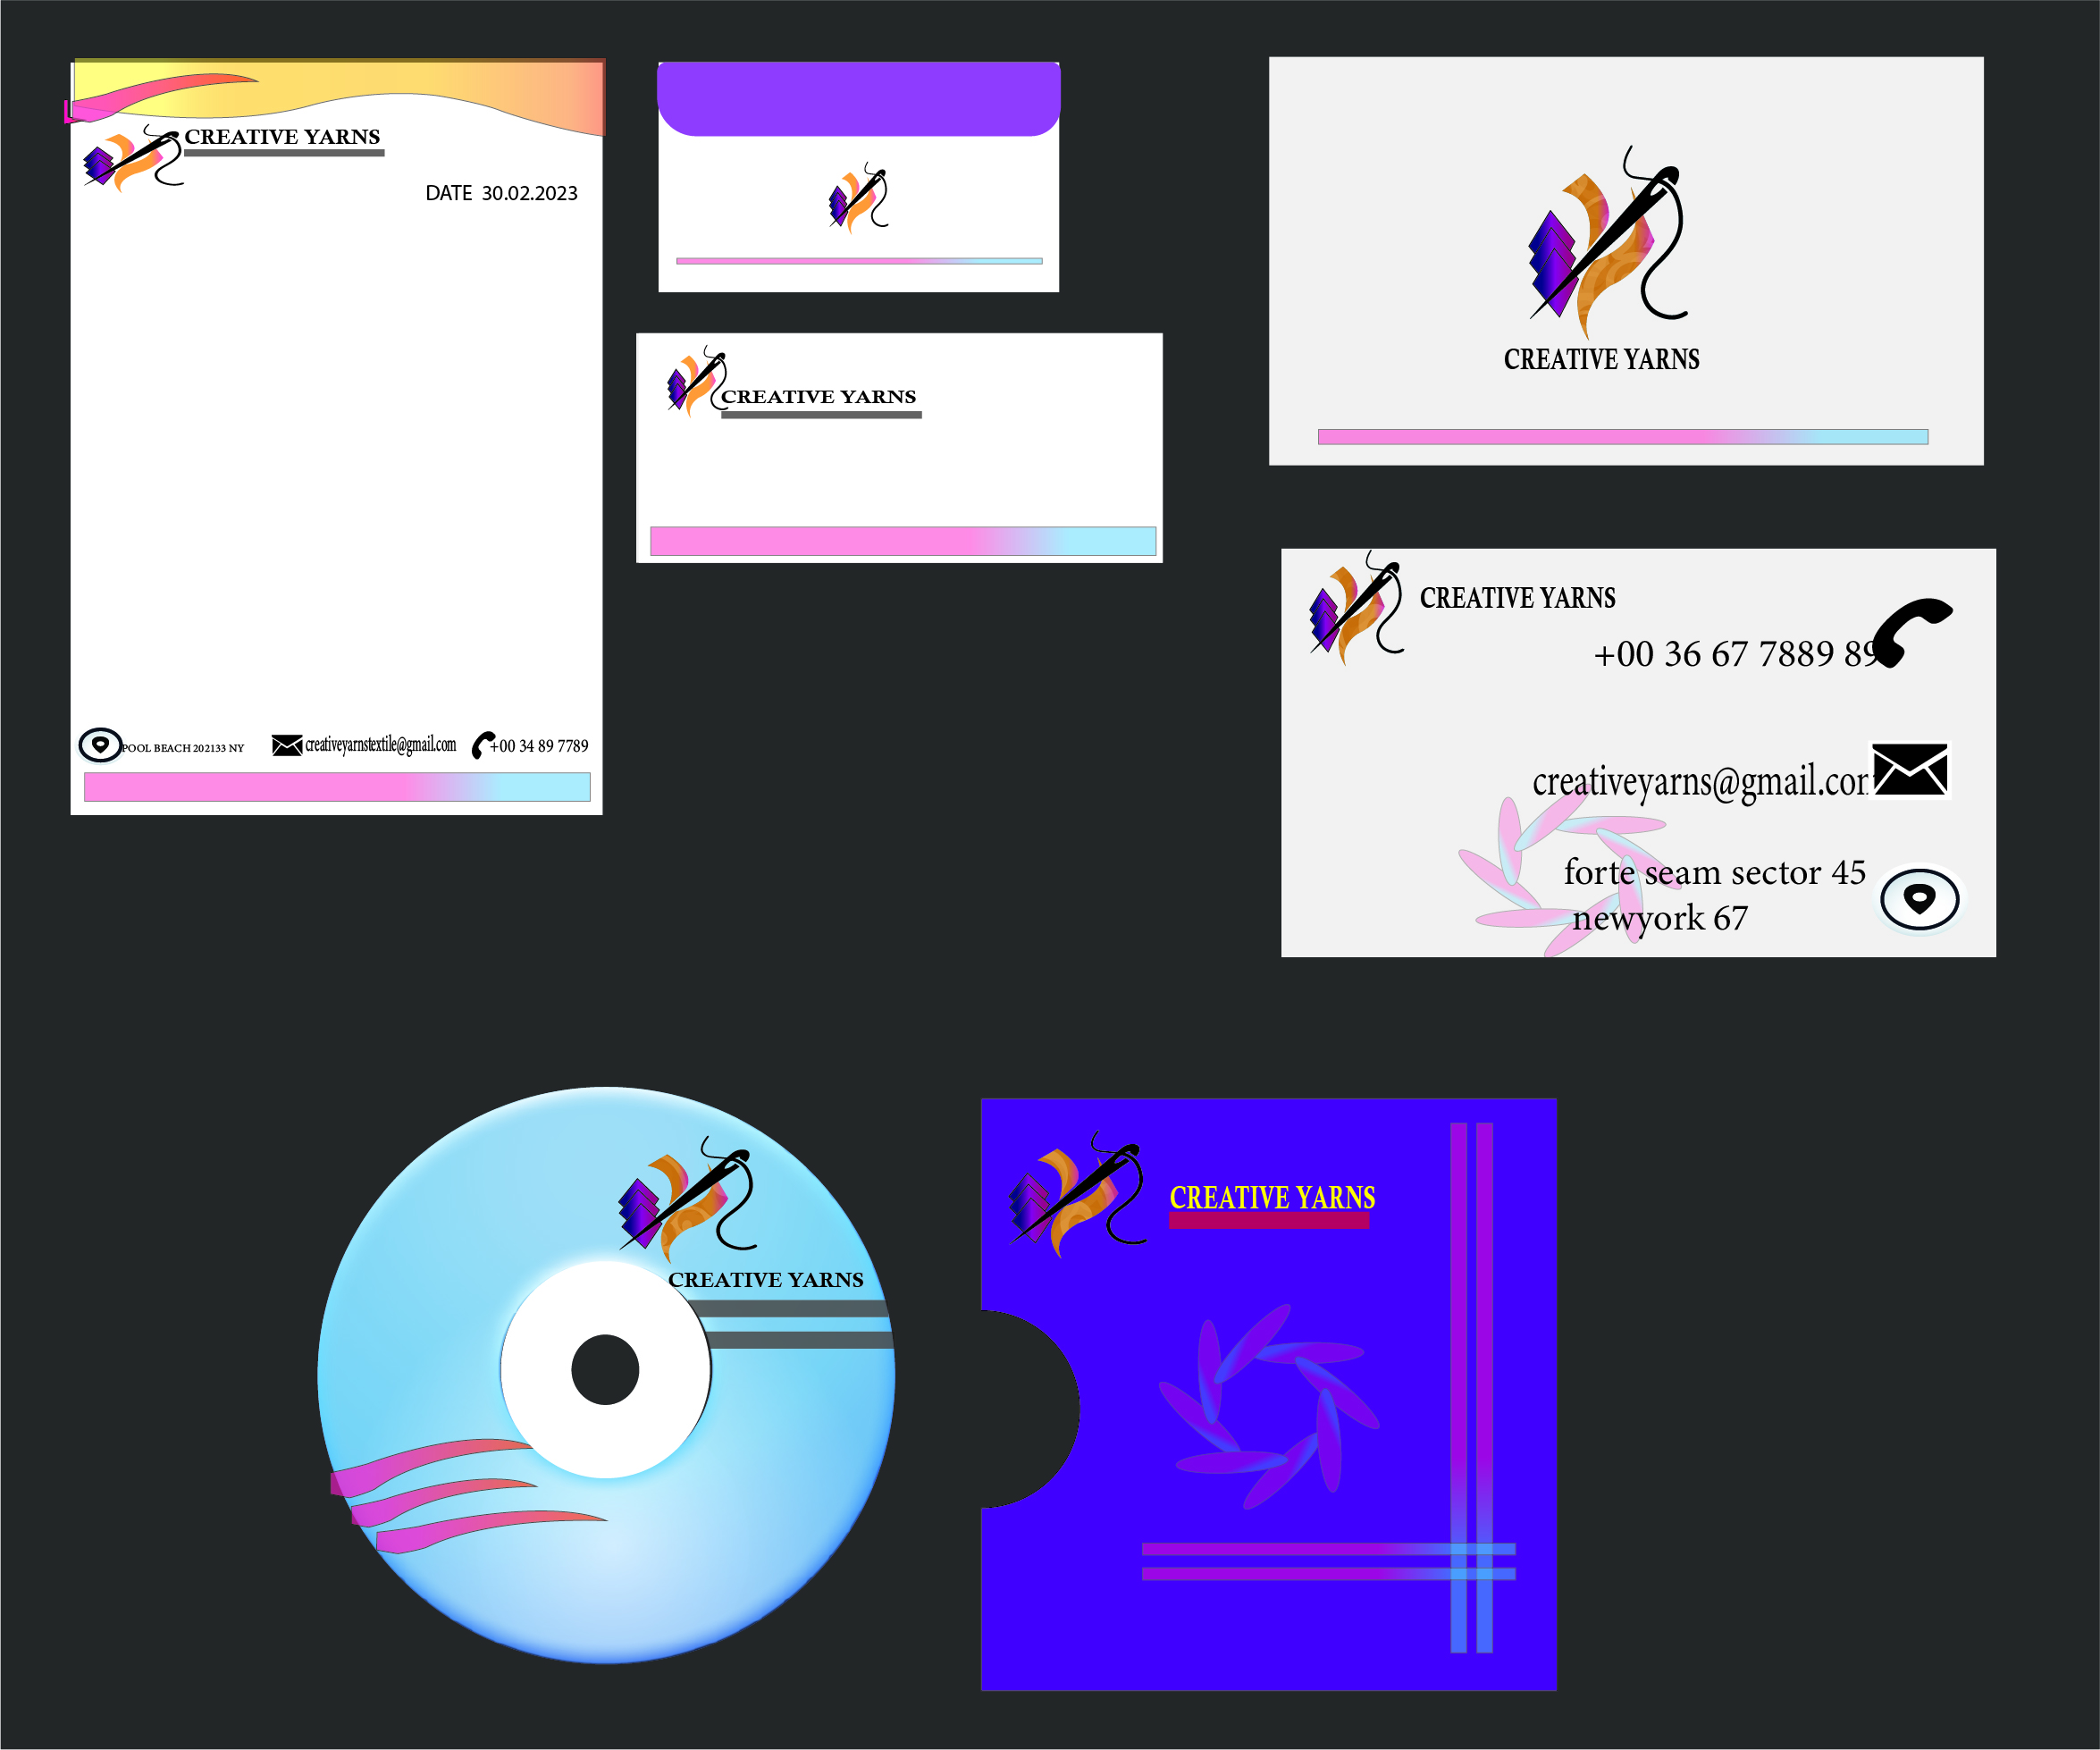 CREATIVE YARNS
DATE 30.02.2023
POOL BEACH 202133 NY
creativeyarnstextile@gmail.com
+00 34 89 7789
CREATIVE YARNS
CREATIVE YARNS
CREATIVE YARNS
+00 36 67 7889 89
creativeyarns@gmail.com
forte seam sector 45
newyork 67
CREATIVE YARNS
CREATIVE YARNS